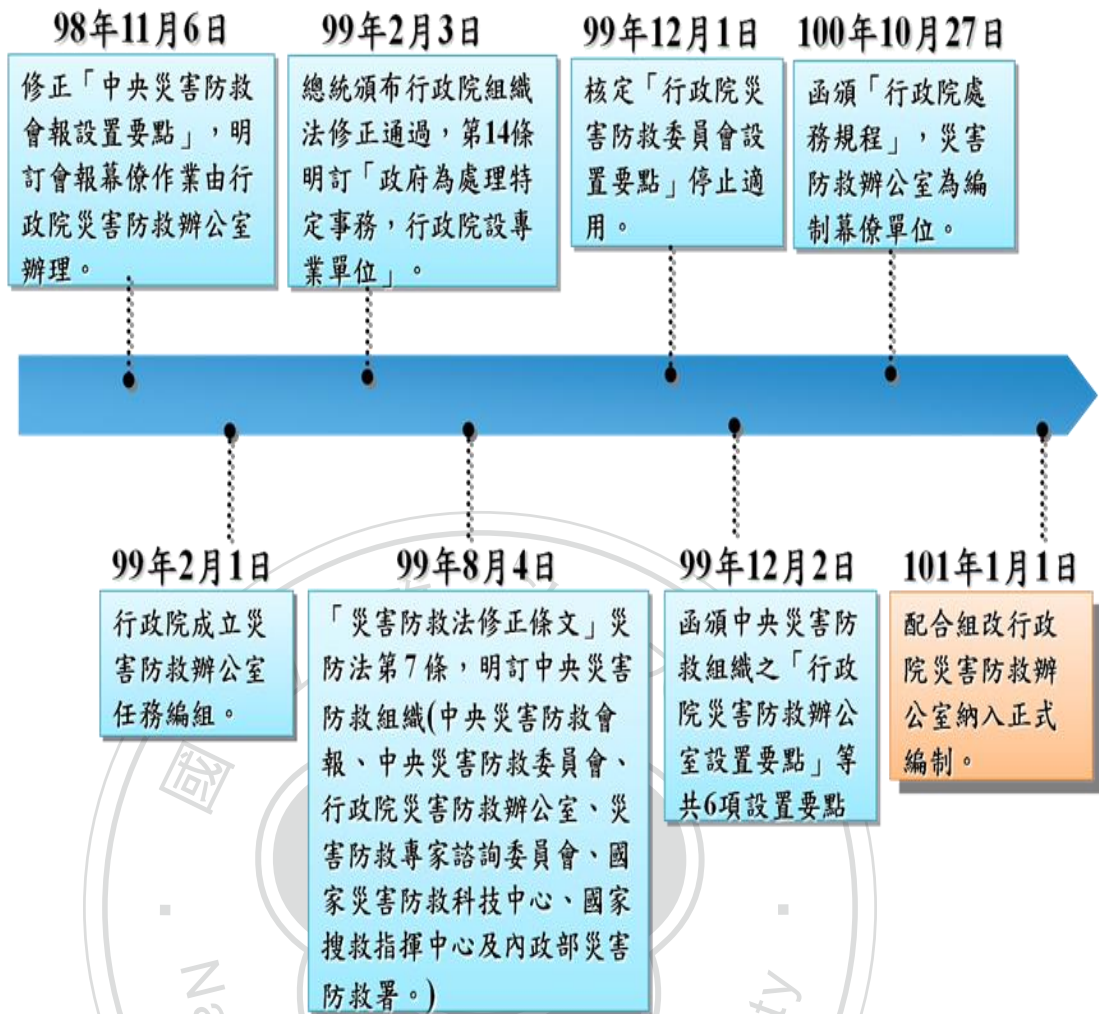 98年11月6日
修正「中央災害防救
會報設置要點」，明
訂會報幕僚作業由行
政院災害防救辦公室
辦理。
99年2月3日
總統頒布行政院組織
法修正通過，第14條
明訂「政府為處理特
定事務，行政院設專
業單位」。
99年12月1日
核定「行政院災
害防救委員會設
置要點」停止適
用。
100年10月27日
函頒「行政院處
務規程」，災害
防救辦公室為編
制幕僚單位。
99年2月1日
行政院成立災
害防救辦公室
任務編組。
99年8月4日
「災害防救法修正條文」災
防法第7條，明訂中央災害
防救組織(中央災害防救會
報、中央災害防救委員會、
行政院災害防救辦公室、災
害防救專家諮詢委員會、國
家災害防救科技中心、國家
搜救指揮中心及內政部災害
防救署。)
99年12月2日
函頒中央災害防
救組織之「行政
院災害防救辦公
室設置要點」等
共6項設置要點
101年1月1日
配合組改行政
院災害防救辦
公室納入正式
編制。
國